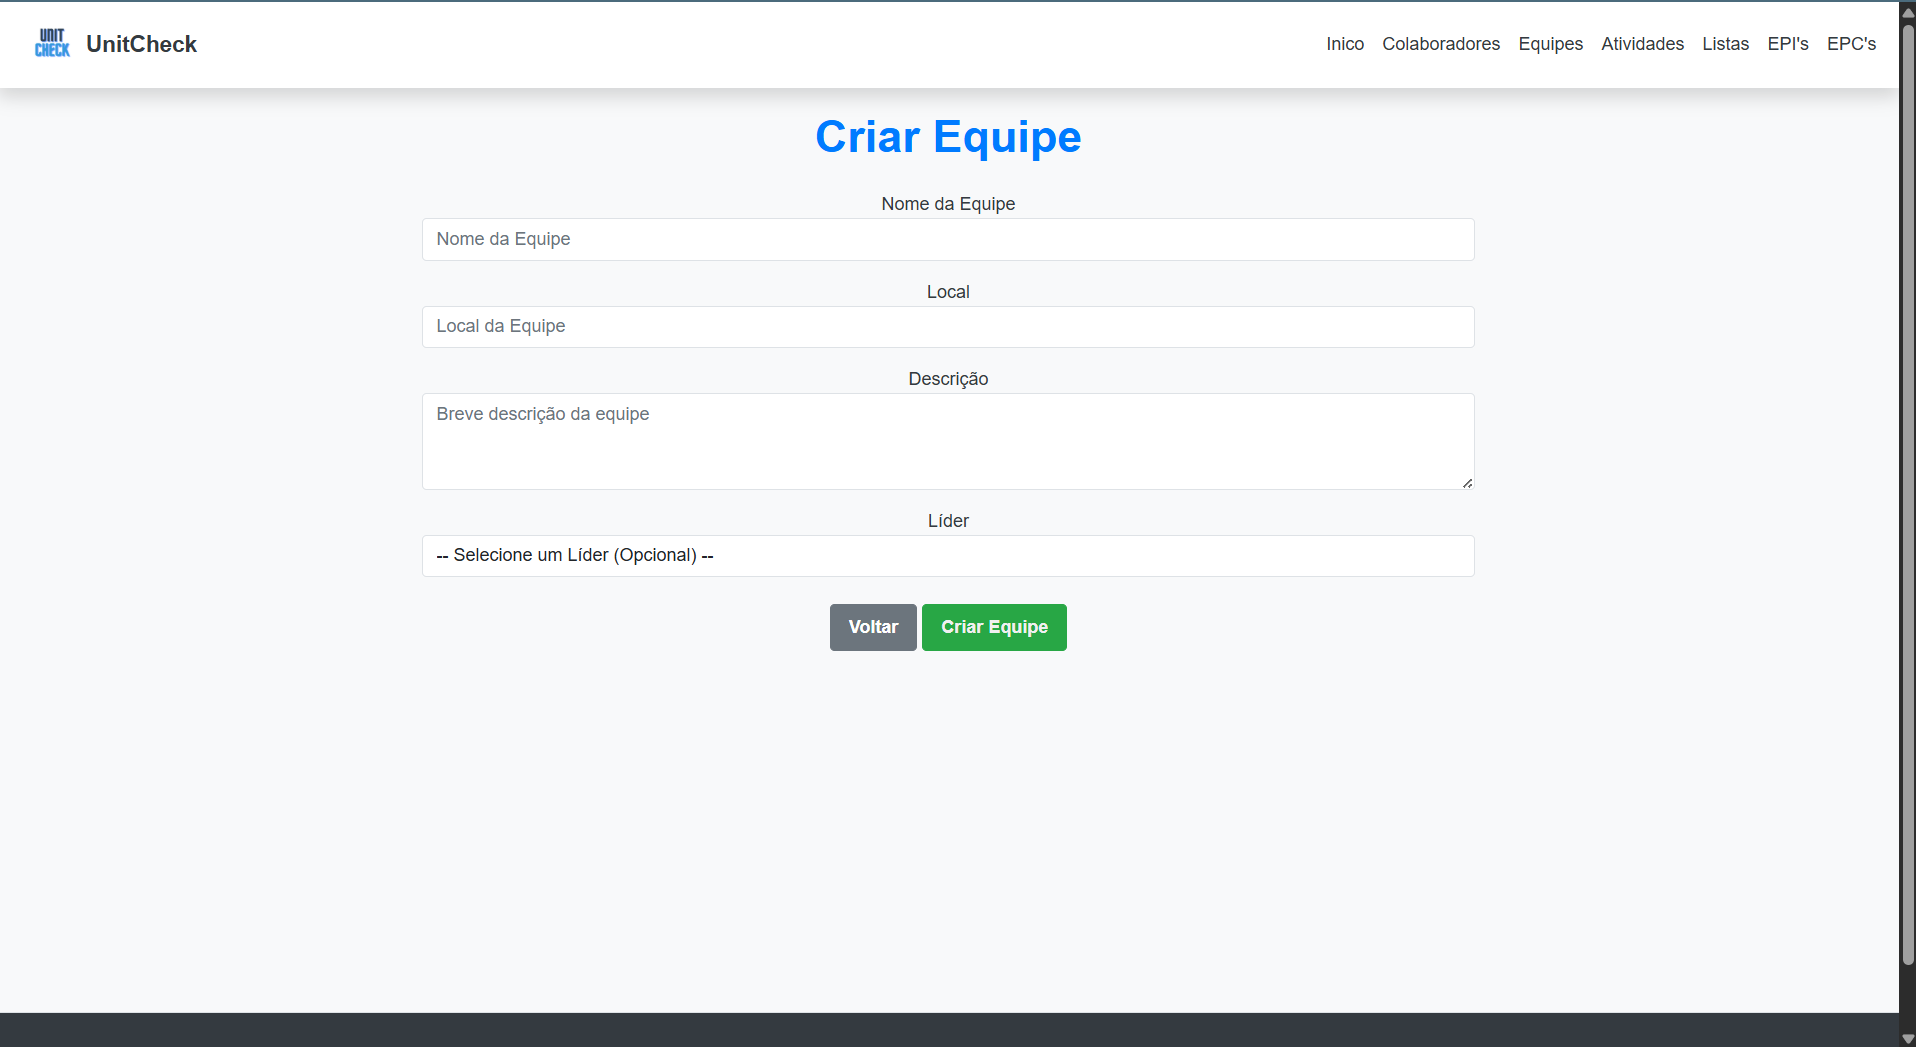 UNIT
CHECK
UnitCheck
Inico Colaboradores Equipes Atividades Listas EPI's EPC's
Criar Equipe
Nome da Equipe
Nome da Equipe
Local
Local da Equipe
Descrição
Breve descrição da equipe
Líder
-- Selecione um Líder (Opcional) --
Voltar Criar Equipe